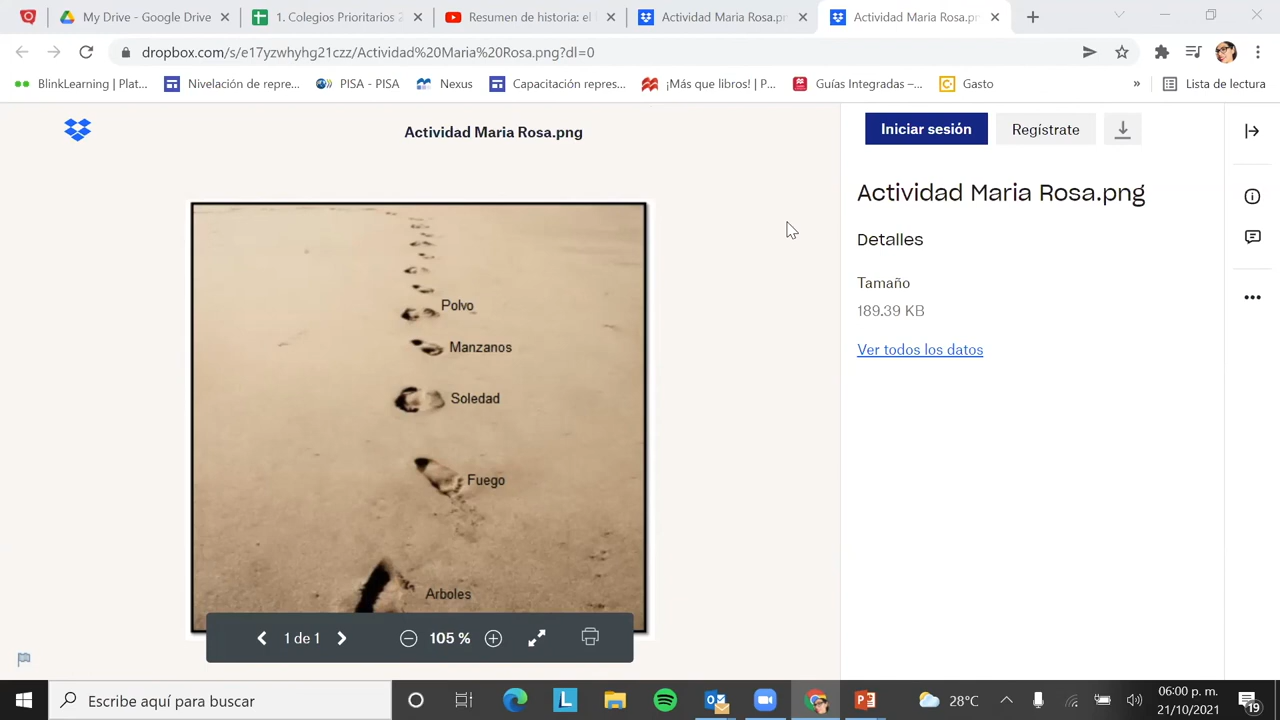 My Drive - Google Drive
1. Colegios Prioritarios 2
Resumen de historia el
Actividad Maria Rosa.pn
Actividad Maria Rosa.pn
dropbox.com/s/e17yzwhyhg21czz/Actividad%20Maria%20Rosa.png?dl=0
BlinkLearning | Plat...
Nivelación de repre...
PISA - PISA
Nexus
Capacitación repres...
¡Más que libros! | P...
Guías Integradas –...
Gasto
»
Lista de lectura
Actividad Maria Rosa.png
Iniciar sesión
Regístrate
Actividad Maria Rosa.png
Detalles
Tamaño
189.39 KB
Ver todos los datos
Polvo
Manzanos
Soledad
Fuego
Arboles
1 de 1
105 %
Escribe aquí para buscar
28°C
06:00 p. m.
21/10/2021
19